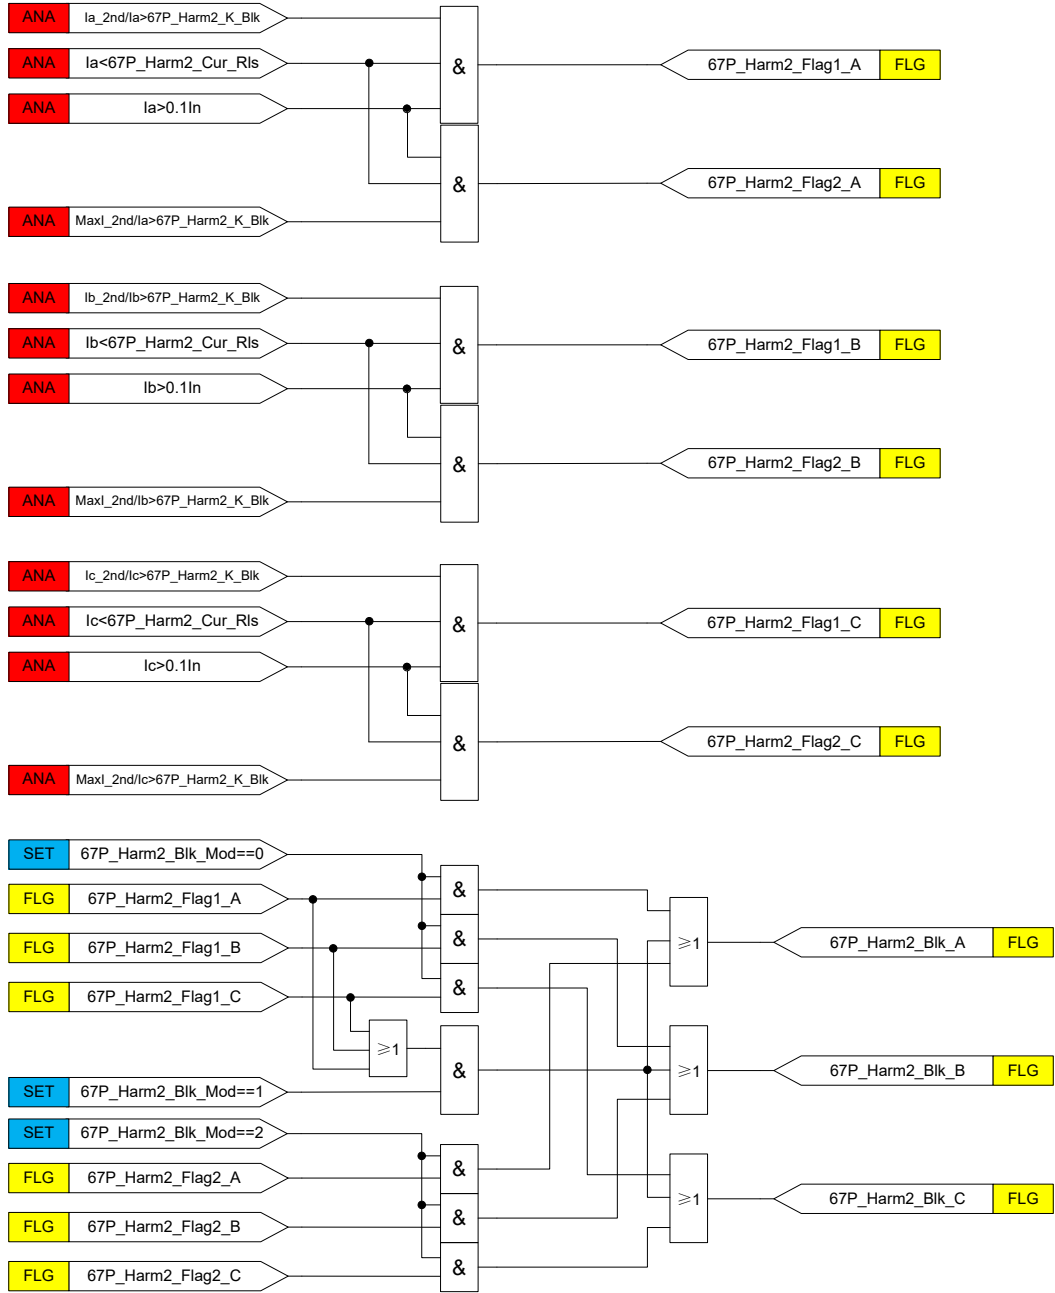 ANA Ia_2nd/Ia>67P_Harm2_K_Blk
ANA Ia<67P_Harm2_Cur_Rls
& 67P_Harm2_Flag1_A FLG
ANA Ia>0.1In
& 67P_Harm2_Flag2_A FLG
ANA MaxI_2nd/Ia>67P_Harm2_K_Blk
ANA Ib_2nd/Ib>67P_Harm2_K_Blk
ANA Ib<67P_Harm2_Cur_Rls
& 67P_Harm2_Flag1_B FLG
ANA Ib>0.1In
& 67P_Harm2_Flag2_B FLG
ANA MaxI_2nd/Ib>67P_Harm2_K_Blk
ANA Ic_2nd/Ic>67P_Harm2_K_Blk
ANA Ic<67P_Harm2_Cur_Rls
& 67P_Harm2_Flag1_C FLG
ANA Ic>0.1In
& 67P_Harm2_Flag2_C FLG
ANA MaxI_2nd/Ic>67P_Harm2_K_Blk
SET 67P_Harm2_Blk_Mod==0
&
FLG 67P_Harm2_Flag1_A
&
≥1 67P_Harm2_Blk_A FLG
FLG 67P_Harm2_Flag1_B
&
FLG 67P_Harm2_Flag1_C
≥1
& ≥1 67P_Harm2_Blk_B FLG
SET 67P_Harm2_Blk_Mod==1
SET 67P_Harm2_Blk_Mod==2
&
FLG 67P_Harm2_Flag2_A
≥1 67P_Harm2_Blk_C FLG
&
FLG 67P_Harm2_Flag2_B
&
FLG 67P_Harm2_Flag2_C